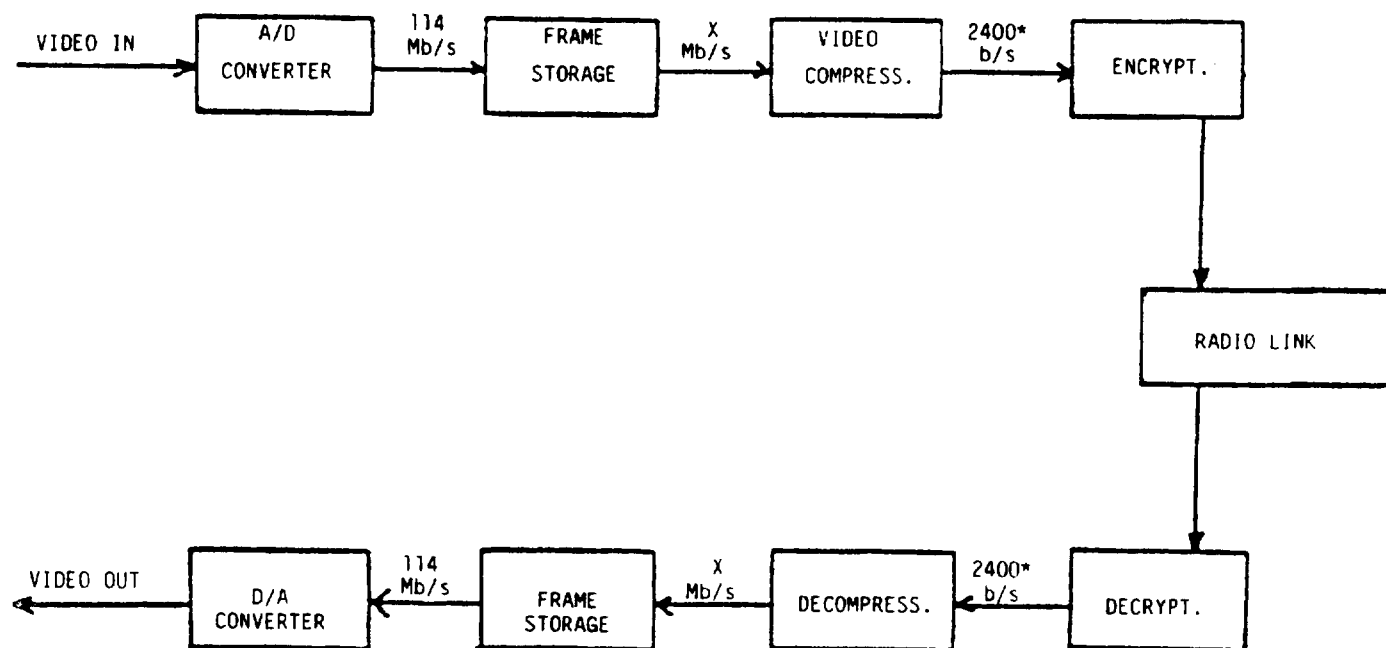 VIDEO IN
A/D
CONVERTER
114
Mb/s
FRAME
STORAGE
X
Mb/s
VIDEO
COMPRESS.
2400*
b/s
ENCRYPT.
RADIO LINK
VIDEO OUT
D/A
CONVERTER
114
Mb/s
FRAME
STORAGE
X
Mb/s
DECOMPRESS.
2400*
b/s
DECRYPT.